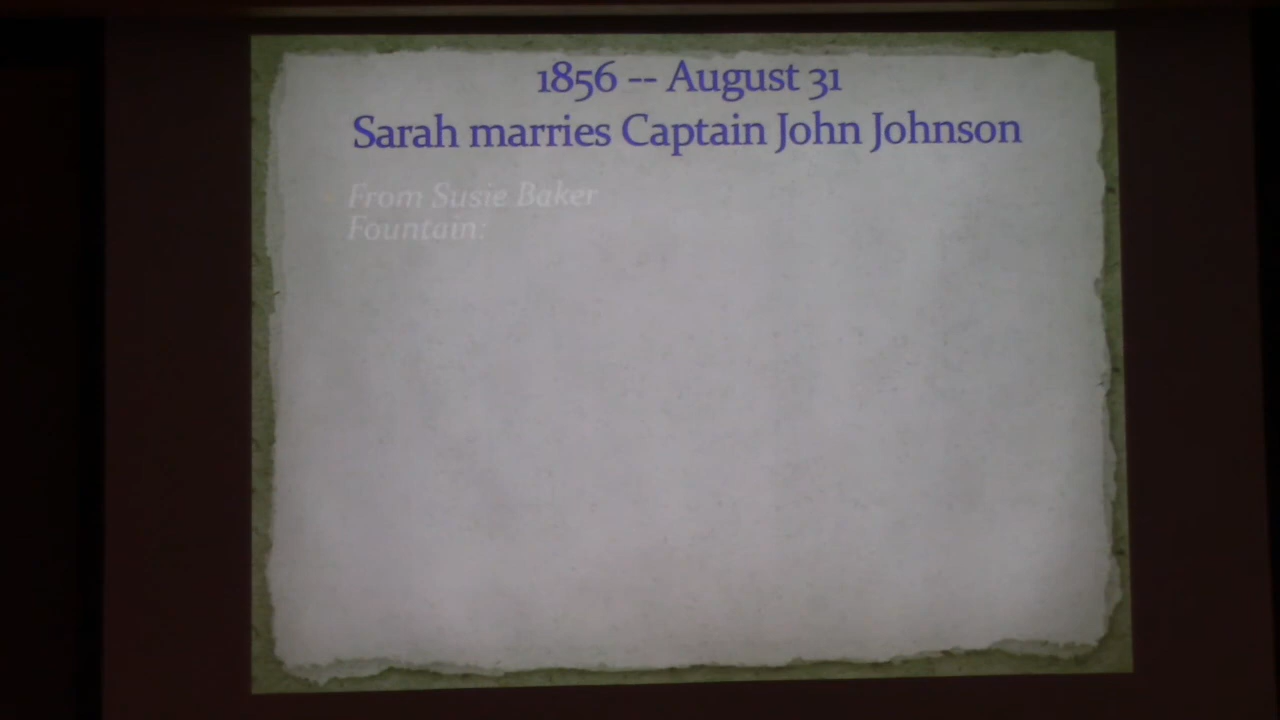 1856 -- August 31
Sarah marries Captain John Johnson
From Susie Baker
Fountain: